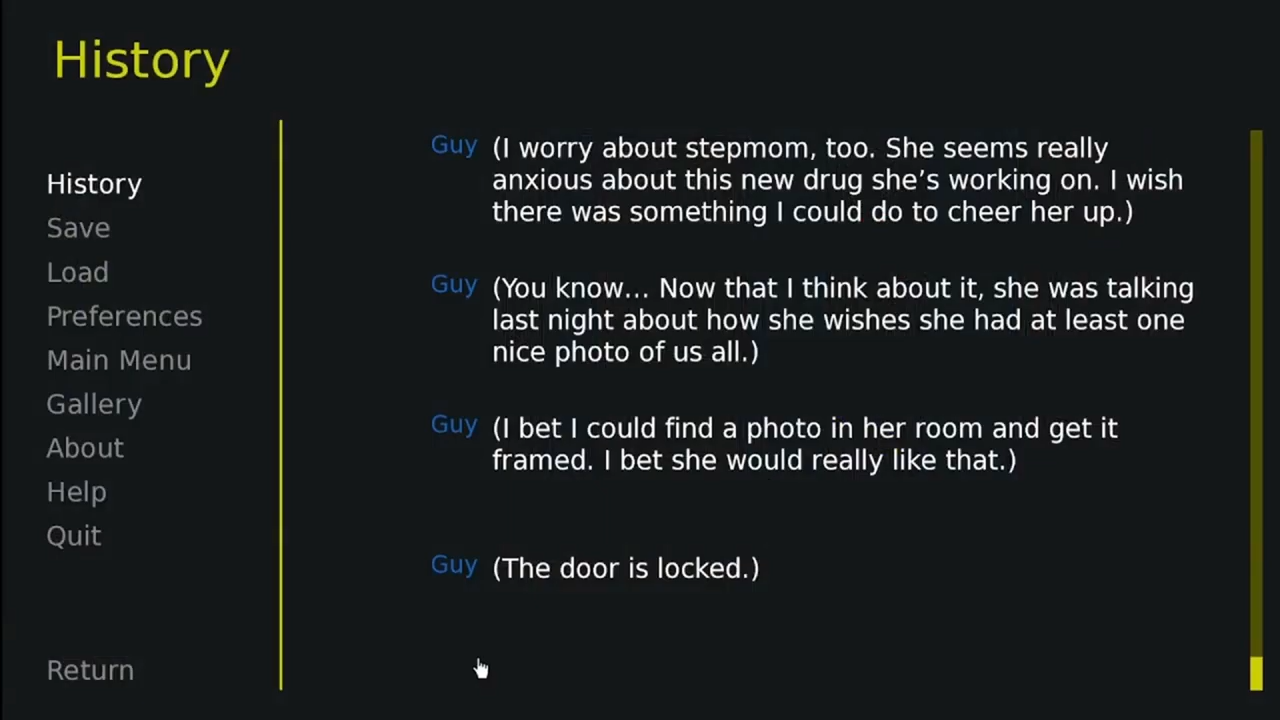 History
History
Save
Load
Preferences
Main Menu
Gallery
About
Help
Quit
Return
Guy
(I worry about stepmom, too. She seems really
anxious about this new drug she’s working on. I wish
there was something I could do to cheer her up.)
Guy
(You know… Now that I think about it, she was talking
last night about how she wishes she had at least one
nice photo of us all.)
Guy
(I bet I could find a photo in her room and get it
framed. I bet she would really like that.)
Guy
(The door is locked.)